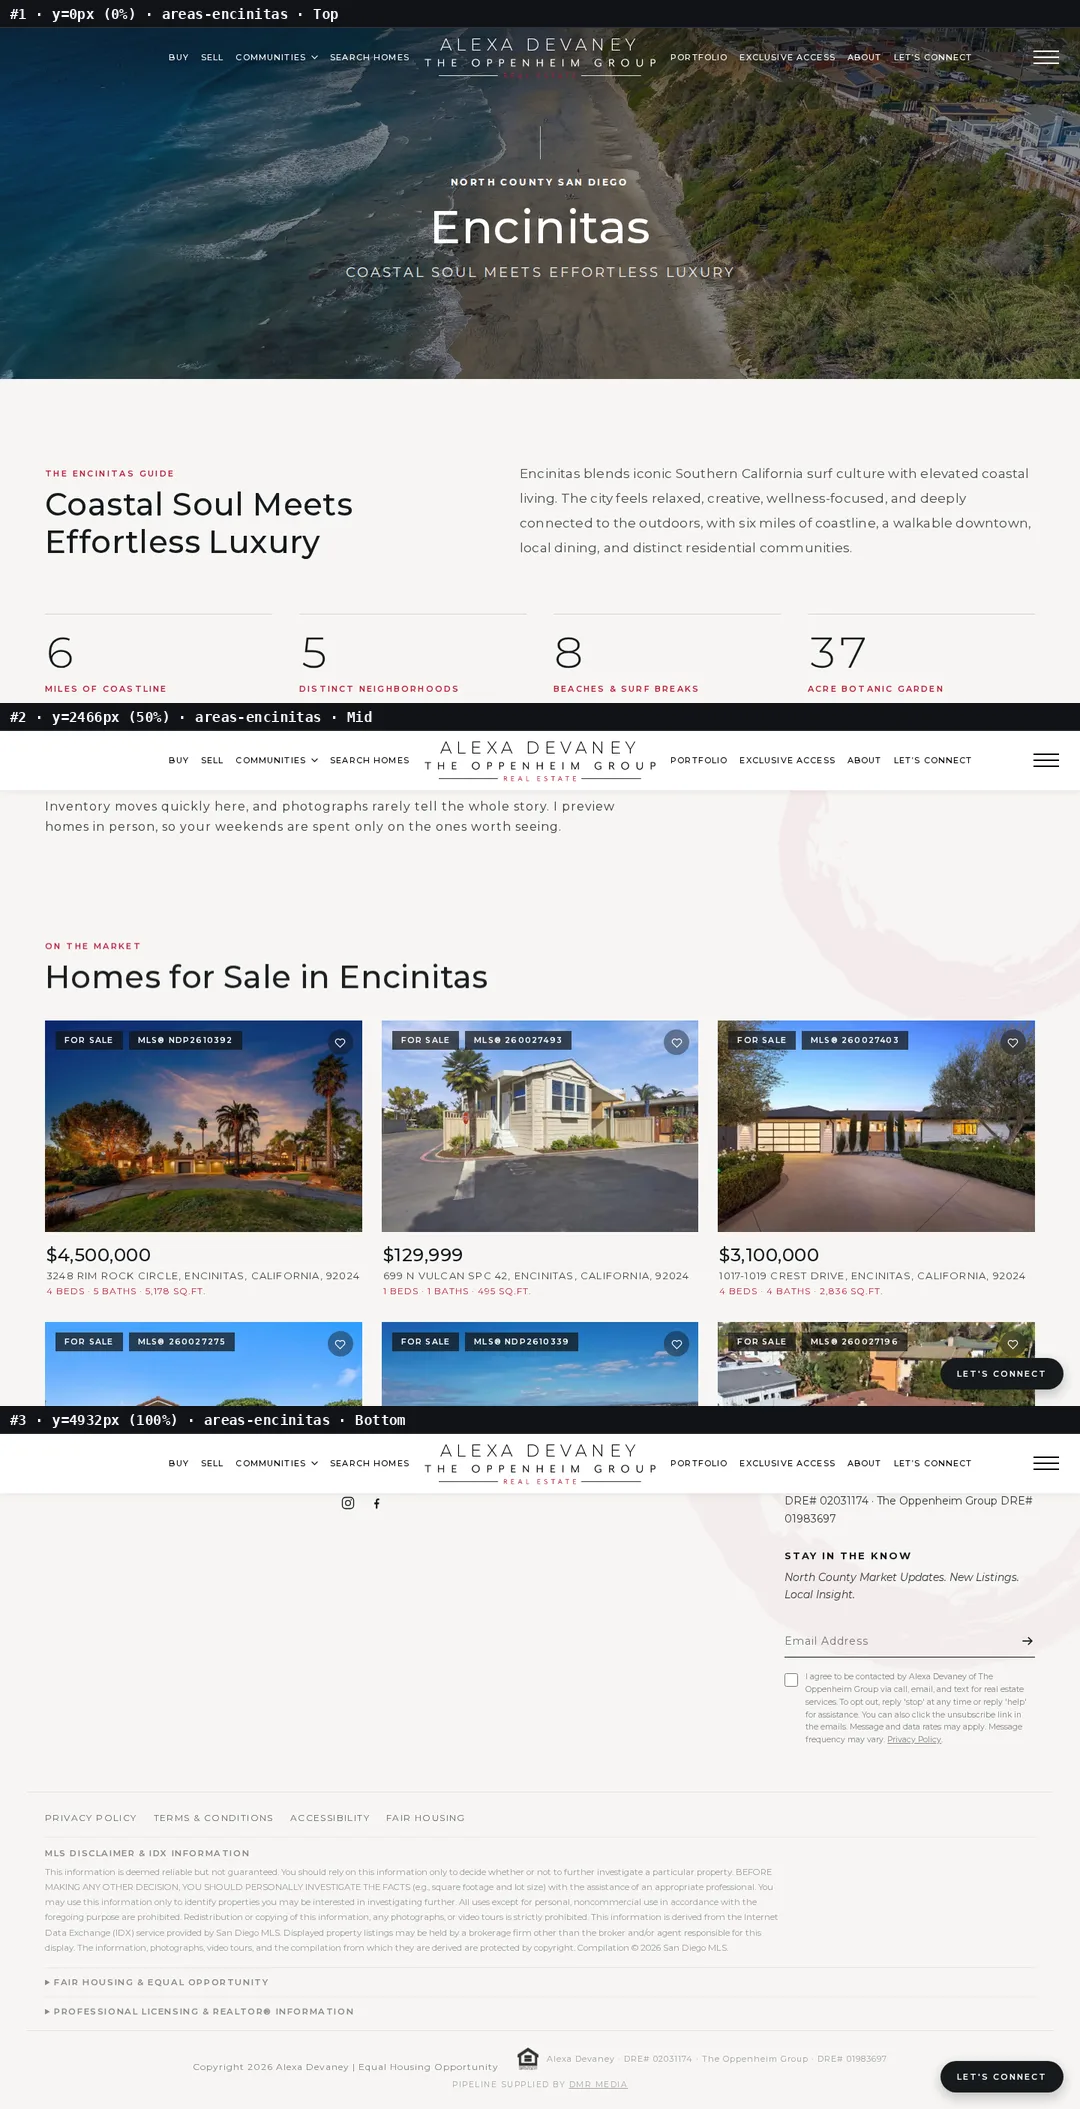 #1 · y=0px (0%) · areas-encinitas · Top
BUY SELL COMMUNITIES SEARCH HOMES
ALEXA DEVANEY
THE OPPENHEIM GROUP
PORTFOLIO EXCLUSIVE ACCESS ABOUT LET'S CONNECT
NORTH COUNTY SAN DIEGO
Encinitas
COASTAL SOUL MEETS EFFORTLESS LUXURY
THE ENCINITAS GUIDE
Coastal Soul Meets
Effortless Luxury
Encinitas blends iconic Southern California surf culture with elevated coastal
living. The city feels relaxed, creative, wellness-focused, and deeply
connected to the outdoors, with six miles of coastline, a walkable downtown,
local dining, and distinct residential communities.
6
MILES OF COASTLINE
5
DISTINCT NEIGHBORHOODS
8
BEACHES & SURF BREAKS
37
ACRE BOTANIC GARDEN
#2 · y=2466px (50%) · areas-encinitas · Mid
BUY SELL COMMUNITIES SEARCH HOMES
ALEXA DEVANEY
THE OPPENHEIM GROUP
REAL ESTATE
PORTFOLIO EXCLUSIVE ACCESS ABOUT LET'S CONNECT
Inventory moves quickly here, and photographs rarely tell the whole story. I preview
homes in person, so your weekends are spent only on the ones worth seeing.
ON THE MARKET
Homes for Sale in Encinitas
FOR SALE MLS® NDP2610392
$4,500,000
3248 RIM ROCK CIRCLE, ENCINITAS, CALIFORNIA, 92024
4 BEDS · 5 BATHS · 5,178 SQ.FT.
FOR SALE MLS® 260027493
$129,999
699 N VULCAN SPC 42, ENCINITAS, CALIFORNIA, 92024
1 BEDS · 1 BATHS · 495 SQ.FT.
FOR SALE MLS® 260027403
$3,100,000
1017-1019 CREST DRIVE, ENCINITAS, CALIFORNIA, 92024
4 BEDS · 4 BATHS · 2,836 SQ.FT.
FOR SALE MLS® 260027275
FOR SALE MLS® NDP2610339
FOR SALE MLS® 260027196
LET'S CONNECT
#3 · y=4932px (100%) · areas-encinitas · Bottom
BUY SELL COMMUNITIES SEARCH HOMES
ALEXA DEVANEY
THE OPPENHEIM GROUP
REAL ESTATE
PORTFOLIO EXCLUSIVE ACCESS ABOUT LET'S CONNECT
DRE# 02031174 · The Oppenheim Group DRE#
01983697
STAY IN THE KNOW
North County Market Updates. New Listings.
Local Insight.
Email Address
I agree to be contacted by Alexa Devaney of The
Oppenheim Group via call, email, and text for real estate
services. To opt out, reply 'stop' at any time or reply 'help'
for assistance. You can also click the unsubscribe link in
the emails. Message and data rates may apply. Message
frequency may vary. Privacy Policy.
PRIVACY POLICY TERMS & CONDITIONS ACCESSIBILITY FAIR HOUSING
MLS DISCLAIMER & IDX INFORMATION
This information is deemed reliable but not guaranteed. You should rely on this information only to decide whether or not to further investigate a particular property. BEFORE
MAKING ANY OTHER DECISION, YOU SHOULD PERSONALLY INVESTIGATE THE FACTS (e.g., square footage and lot size) with the assistance of an appropriate professional. You
may use this information only to identify properties you may be interested in investigating further. All uses except for personal, noncommercial use in accordance with the
foregoing purpose are prohibited. Redistribution or copying of this information, any photographs, or video tours is strictly prohibited. This information is derived from the Internet
Data Exchange (IDX) service provided by San Diego MLS. Displayed property listings may be held by a brokerage firm other than the broker and/or agent responsible for this
display. The information, photographs, video tours, and the compilation from which they are derived are protected by copyright. Compilation © 2026 San Diego MLS.
FAIR HOUSING & EQUAL OPPORTUNITY
PROFESSIONAL LICENSING & REALTOR® INFORMATION
Copyright 2026 Alexa Devaney | Equal Housing Opportunity
Alexa Devaney · DRE# 02031174 · The Oppenheim Group · DRE# 01983697
PIPELINE SUPPLIED BY DMR MEDIA
LET'S CONNECT